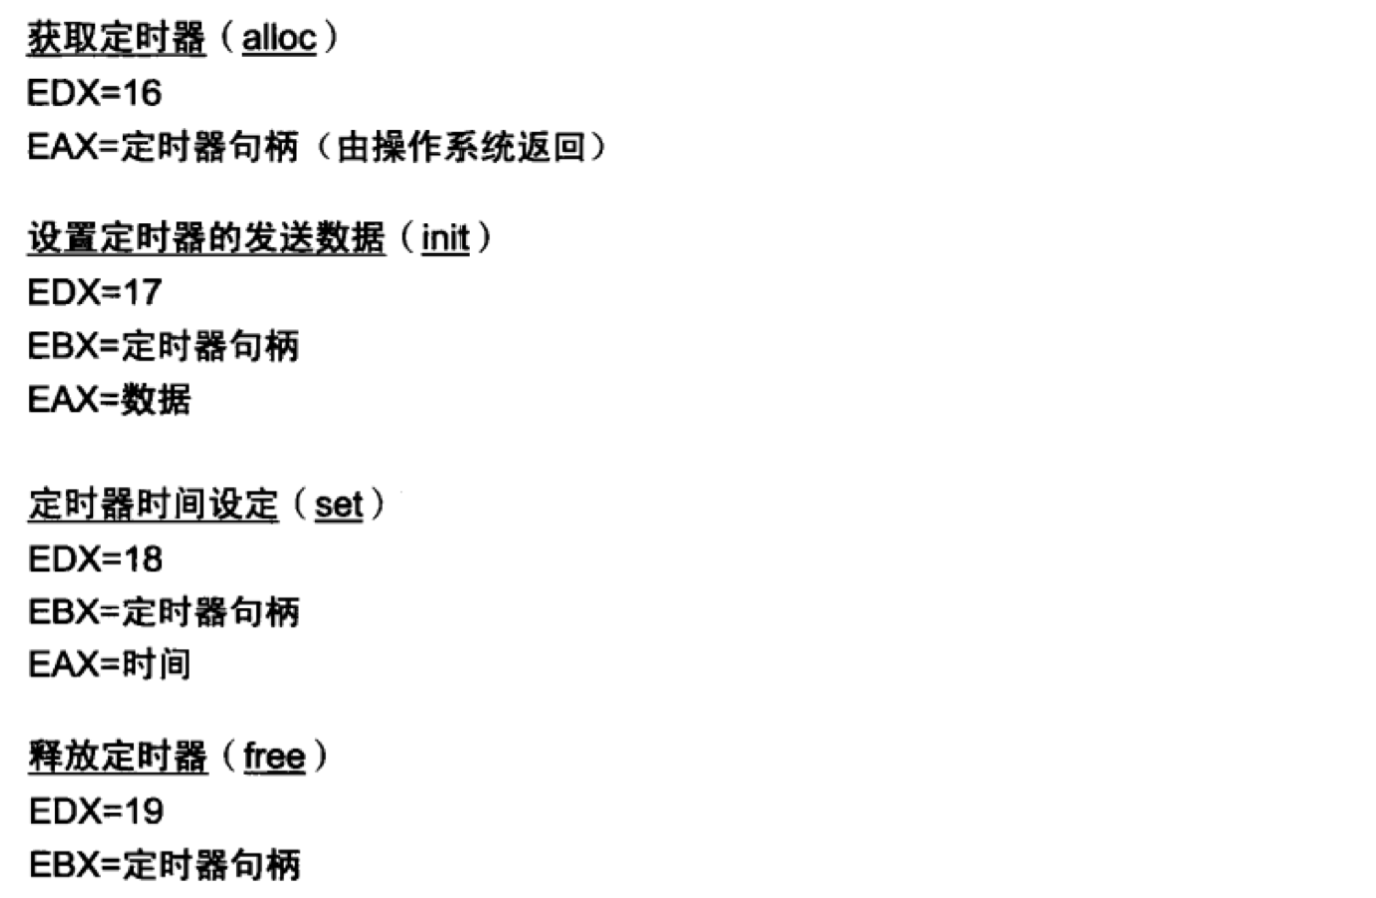 获取定时器（alloc）
EDX=16
EAX=定时器句柄（由操作系统返回）
设置定时器的发送数据（init）
EDX=17
EBX=定时器句柄
EAX=数据
定时器时间设定（set）
EDX=18
EBX=定时器句柄
EAX=时间
释放定时器（free）
EDX=19
EBX=定时器句柄